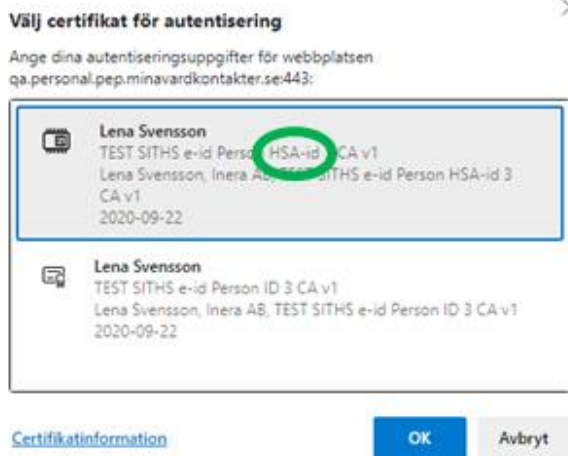 Välj certifikat för autentisering
Ange dina autentiseringsuppgifter för webbplatsen
qa.personal.pep.minavardkontakter.se:443:
Lena Svensson
TEST SITHS e-id Person HSA-id CA v1
Lena Svensson, Inera AB, TEST SITHS e-id Person HSA-id 3
CA v1
2020-09-22
Lena Svensson
TEST SITHS e-id Person ID 3 CA v1
Lena Svensson, Inera AB, TEST SITHS e-id Person ID 3 CA v1
2020-09-22
Certifikatinformation
OK
Avbryt